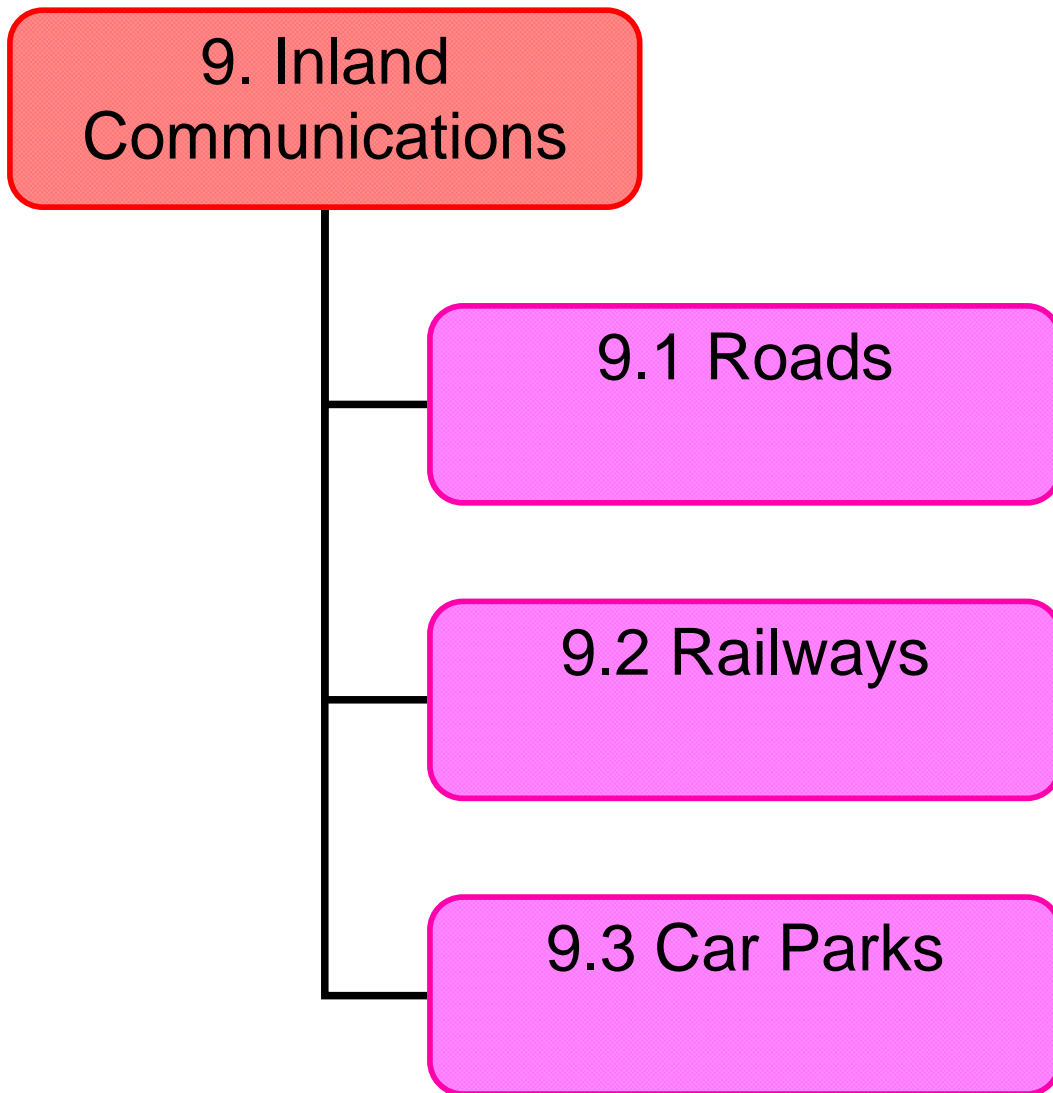 9. Inland
Communications
9.1 Roads
9.2 Railways
9.3 Car Parks